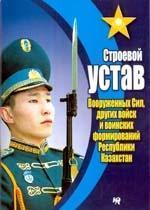 Строевой
устав
Вооруженных Сил,
других войск
и воинских
формирований
Республики
Казахстан